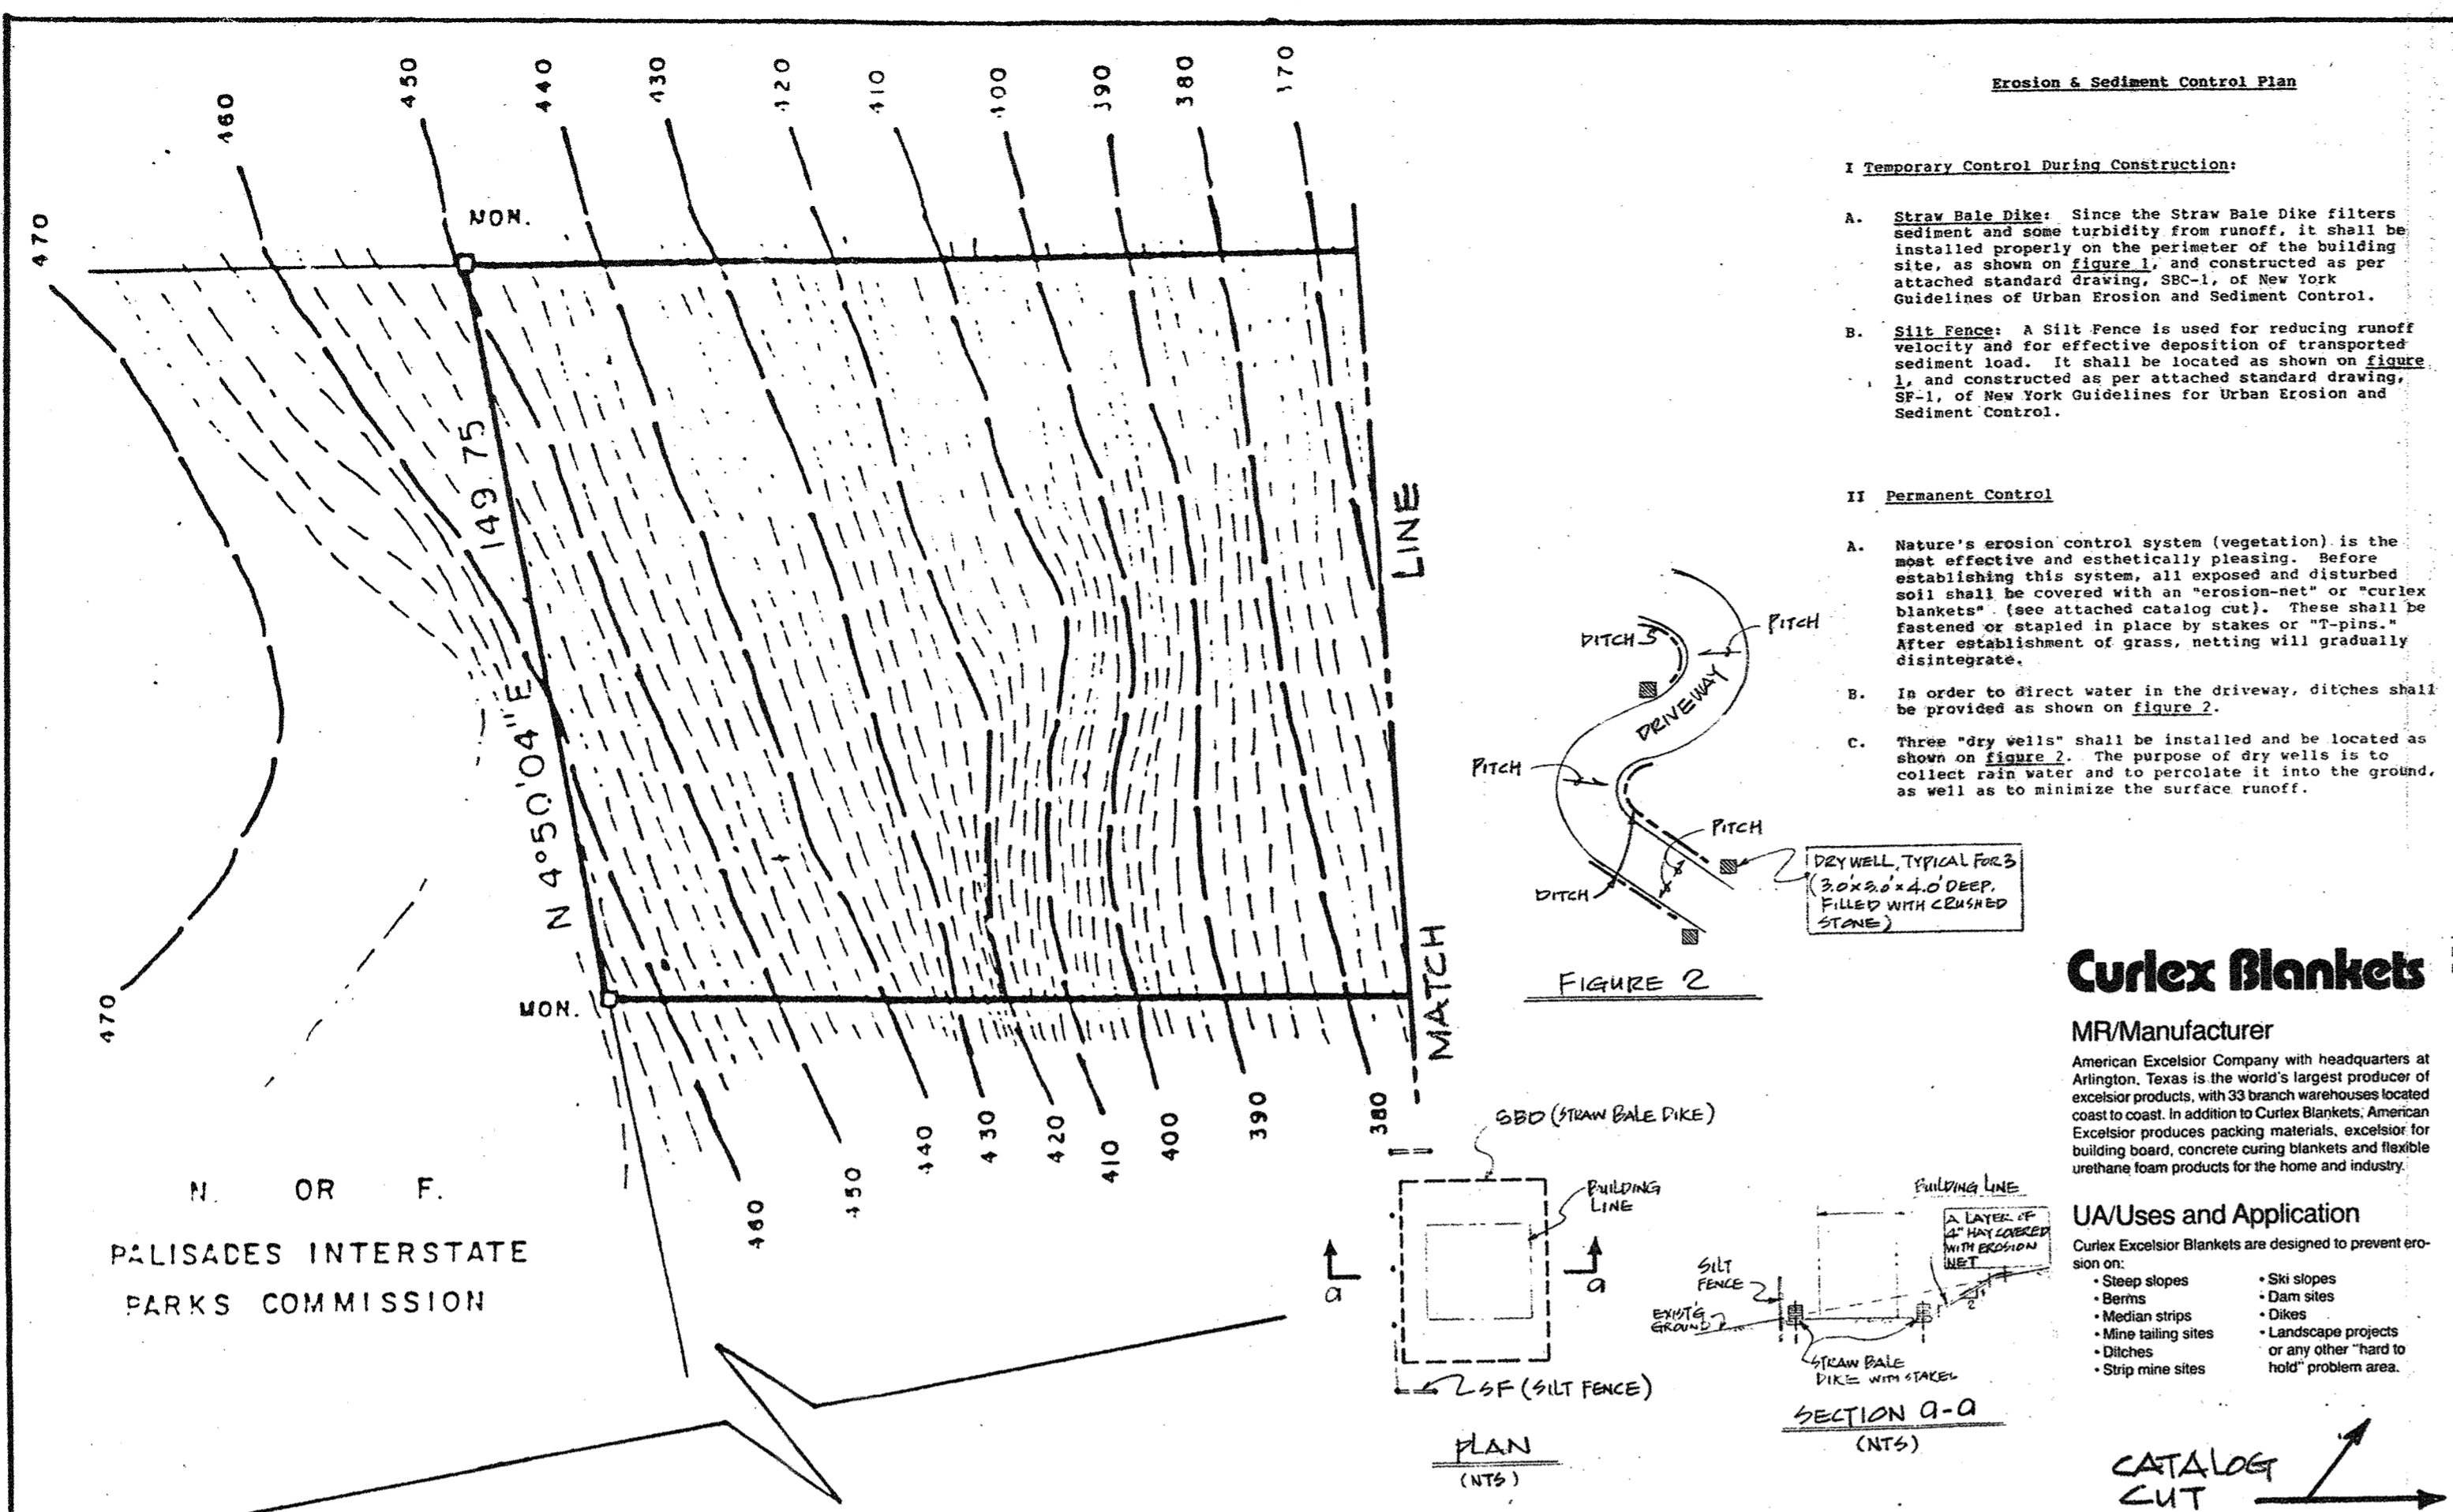 470
460
450
440
430
420
410
400
390
380
370
MON.
149.75
N 4°50'04" E
MON.
470
460
450
440
430
420
410
400
390
380
MATCH LINE
N. OR F.
PALISADES INTERSTATE
PARKS COMMISSION
Erosion & Sediment Control Plan
I Temporary Control During Construction:
A. Straw Bale Dike: Since the Straw Bale Dike filters
sediment and some turbidity from runoff, it shall be
installed properly on the perimeter of the building
site, as shown on figure 1, and constructed as per
attached standard drawing, SBC-1, of New York
Guidelines of Urban Erosion and Sediment Control.
B. Silt Fence: A Silt Fence is used for reducing runoff
velocity and for effective deposition of transported
sediment load. It shall be located as shown on figure
1, and constructed as per attached standard drawing,
SF-1, of New York Guidelines for Urban Erosion and
Sediment Control.
II Permanent Control
A. Nature's erosion control system (vegetation) is the
most effective and esthetically pleasing. Before
establishing this system, all exposed and disturbed
soil shall be covered with an "erosion-net" or "curlex
blankets" (see attached catalog cut). These shall be
fastened or stapled in place by stakes or "T-pins."
After establishment of grass, netting will gradually
disintegrate.
B. In order to direct water in the driveway, ditches shall
be provided as shown on figure 2.
C. Three "dry wells" shall be installed and be located as
shown on figure 2. The purpose of dry wells is to
collect rain water and to percolate it into the ground,
as well as to minimize the surface runoff.
DITCH
PITCH
DRIVEWAY
PITCH
PITCH
DITCH
DRY WELL, TYPICAL FOR 3
(3.0'x3.0'x4.0' DEEP.
FILLED WITH CRUSHED
STONE)
FIGURE 2
SBD (STRAW BALE DIKE)
BUILDING
LINE
a
a
SF (SILT FENCE)
PLAN
(NTS)
BUILDING LINE
A LAYER OF
4" HAY COVERED
WITH EROSION
NET
SILT
FENCE
EXIST'G
GROUND
1
2
STRAW BALE
DIKE WITH STAKES
SECTION a-a
(NTS)
Curlex Blankets
MR/Manufacturer
American Excelsior Company with headquarters at
Arlington, Texas is the world's largest producer of
excelsior products, with 33 branch warehouses located
coast to coast. In addition to Curlex Blankets, American
Excelsior produces packing materials, excelsior for
building board, concrete curing blankets and flexible
urethane foam products for the home and industry.
UA/Uses and Application
Curlex Excelsior Blankets are designed to prevent ero-
sion on:
• Steep slopes
• Berms
• Median strips
• Mine tailing sites
• Ditches
• Strip mine sites
• Ski slopes
• Dam sites
• Dikes
• Landscape projects
or any other "hard to
hold" problem area.
CATALOG
CUT